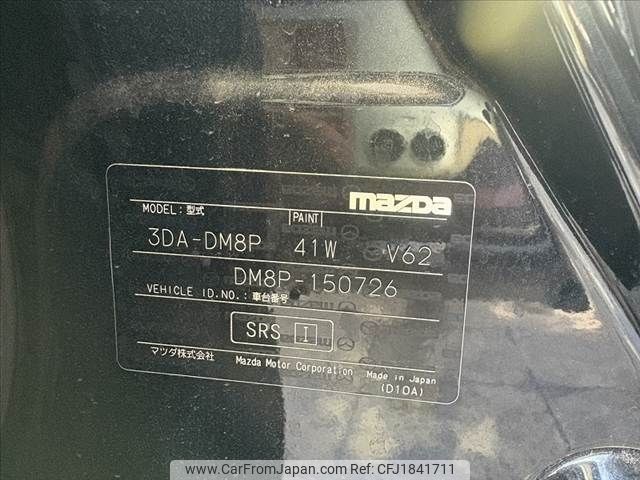 mazda
MODEL:型式 PAINT
3DA-DM8P 41W V62
DM8P-150726
VEHICLE ID.NO.:車台番号
SRS I
マツダ株式会社 Mazda Motor Corporation Made in Japan
(D10A)
www.CarFromJapan.com Ref:CFJ1841711